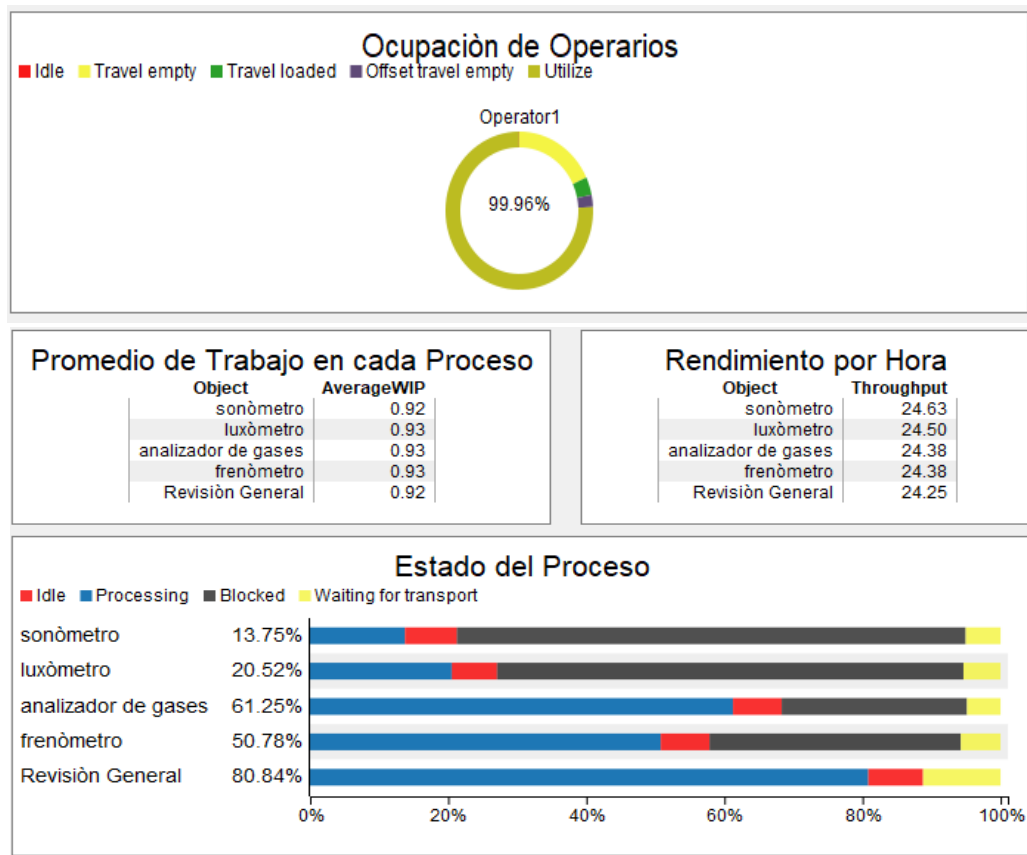 Ocupaciòn de Operarios
Idle Travel empty Travel loaded Offset travel empty Utilize
Operator1
99.96%
Promedio de Trabajo en cada Proceso
Object AverageWIP
sonòmetro 0.92
luxòmetro 0.93
analizador de gases 0.93
frenòmetro 0.93
Revisiòn General 0.92
Rendimiento por Hora
Object Throughput
sonòmetro 24.63
luxòmetro 24.50
analizador de gases 24.38
frenòmetro 24.38
Revisiòn General 24.25
Estado del Proceso
Idle Processing Blocked Waiting for transport
sonòmetro 13.75%
luxòmetro 20.52%
analizador de gases 61.25%
frenòmetro 50.78%
Revisiòn General 80.84%
0% 20% 40% 60% 80% 100%